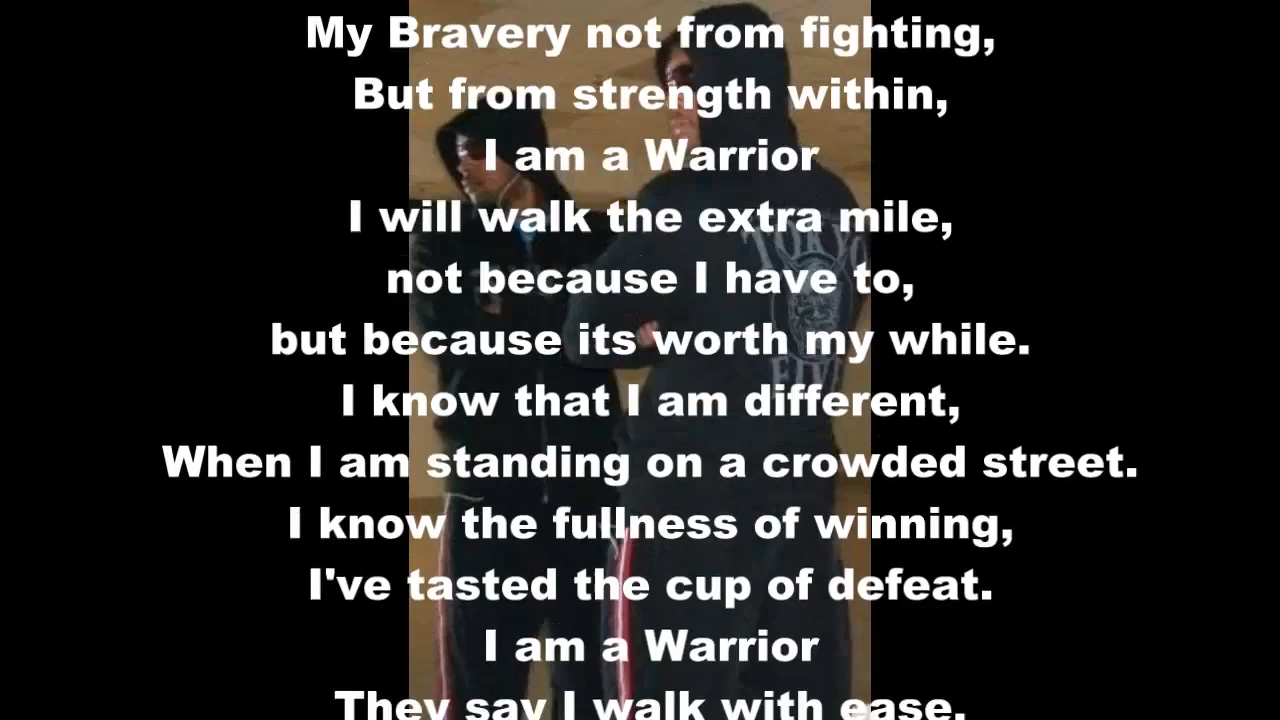 My Bravery not from fighting,
But from strength within,
I am a Warrior
I will walk the extra mile,
not because I have to,
but because its worth my while.
I know that I am different,
When I am standing on a crowded street.
I know the fullness of winning,
I've tasted the cup of defeat.
I am a Warrior
They say I walk with ease,
TOKYO
FIVE